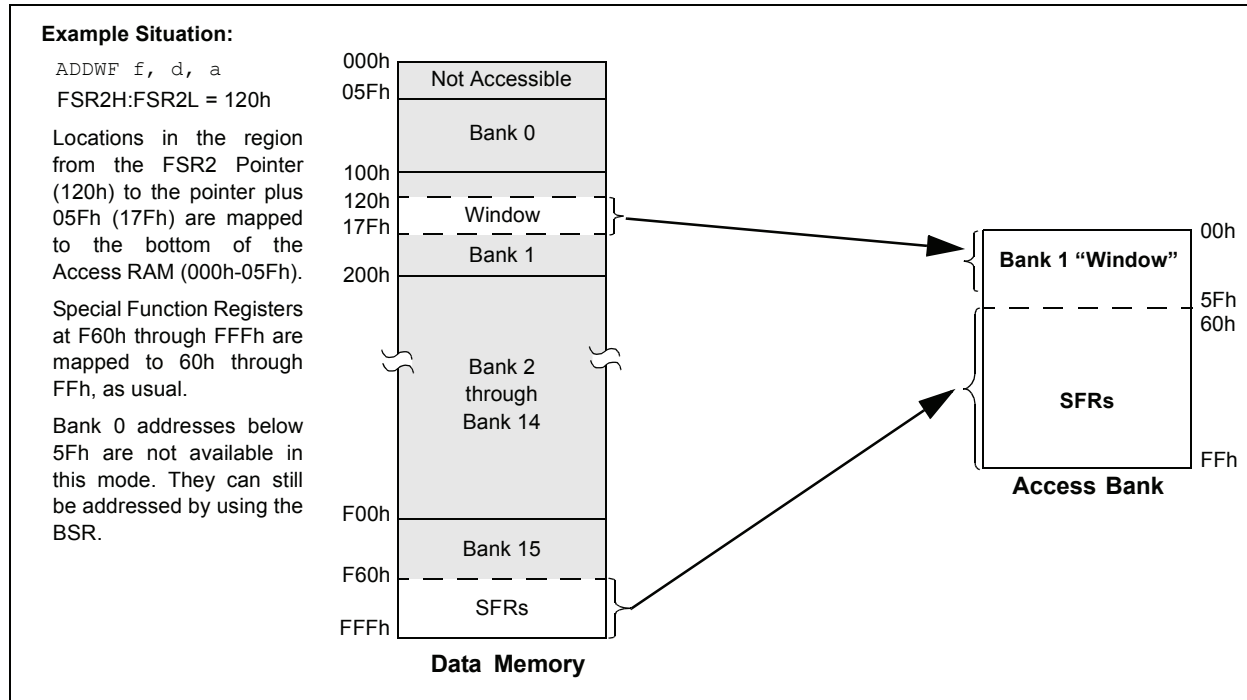 Example Situation:
ADDWF f, d, a
FSR2H:FSR2L = 120h
Locations in the region
from the FSR2 Pointer
(120h) to the pointer plus
05Fh (17Fh) are mapped
to the bottom of the
Access RAM (000h-05Fh).
Special Function Registers
at F60h through FFFh are
mapped to 60h through
FFh, as usual.
Bank 0 addresses below
5Fh are not available in
this mode. They can still
be addressed by using the
BSR.
000h
Not Accessible
05Fh
Bank 0
100h
120h
Window
17Fh
Bank 1
200h
Bank 2
through
Bank 14
F00h
Bank 15
F60h
SFRs
FFFh
Data Memory
00h
Bank 1 “Window”
5Fh
60h
SFRs
FFh
Access Bank